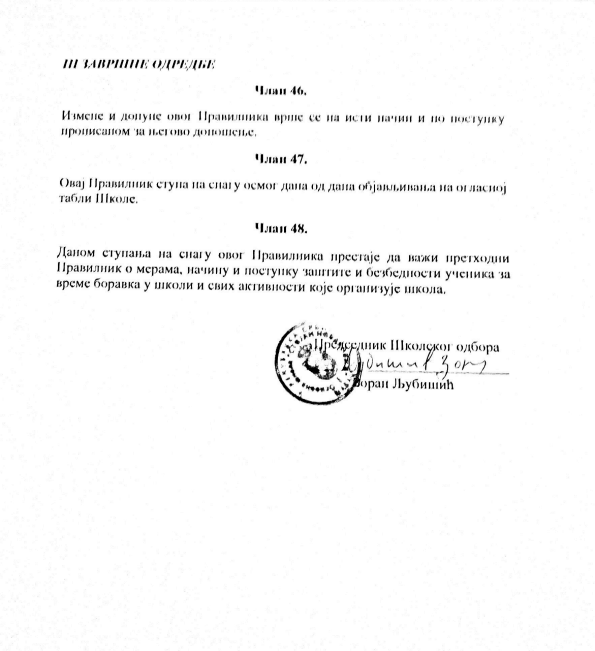 III ЗАВРШНЕ ОДРЕДБЕ
Члан 46.
Измене и допуне овог Правилника врше се на исти начин и по поступку
прописаном за његово доношење.
Члан 47.
Овај Правилник ступа на снагу осмог дана од дана објављивања на огласној
табли Школе.
Члан 48.
Даном ступања на снагу овог Правилника престаје да важи претходни
Правилник о мерама, начину и поступку заштите и безбедности ученика за
време боравка у школи и свих активности које организује школа.
Председник Школског одбора
Зоран Љубишић